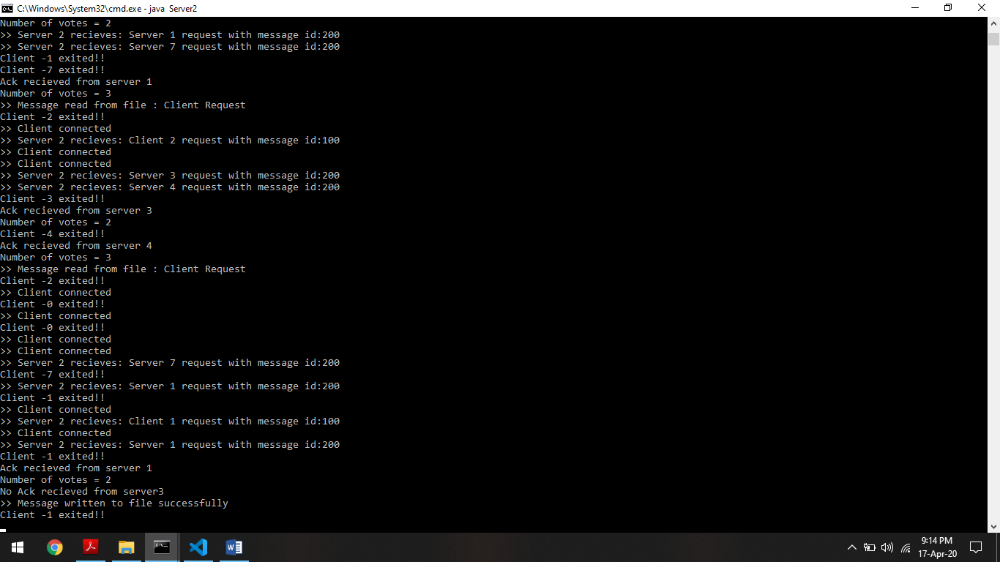 C:\Windows\System32\cmd.exe - java Server2
Number of votes = 2
>> Server 2 recieves: Server 1 request with message id:200
>> Server 2 recieves: Server 7 request with message id:200
Client -1 exited!!
Client -7 exited!!
Ack recieved from server 1
Number of votes = 3
>> Message read from file : Client Request
Client -2 exited!!
>> Client connected
>> Server 2 recieves: Client 2 request with message id:100
>> Client connected
>> Client connected
>> Server 2 recieves: Server 3 request with message id:200
>> Server 2 recieves: Server 4 request with message id:200
Client -3 exited!!
Ack recieved from server 3
Number of votes = 2
Client -4 exited!!
Ack recieved from server 4
Number of votes = 3
>> Message read from file : Client Request
Client -2 exited!!
>> Client connected
Client -0 exited!!
>> Client connected
Client -0 exited!!
>> Client connected
>> Client connected
>> Server 2 recieves: Server 7 request with message id:200
Client -7 exited!!
>> Server 2 recieves: Server 1 request with message id:200
Client -1 exited!!
>> Client connected
>> Server 2 recieves: Client 1 request with message id:100
>> Client connected
>> Server 2 recieves: Server 1 request with message id:200
Client -1 exited!!
Ack recieved from server 1
Number of votes = 2
No Ack recieved from server3
>> Message written to file successfully
Client -1 exited!!
9:14 PM
17-Apr-20